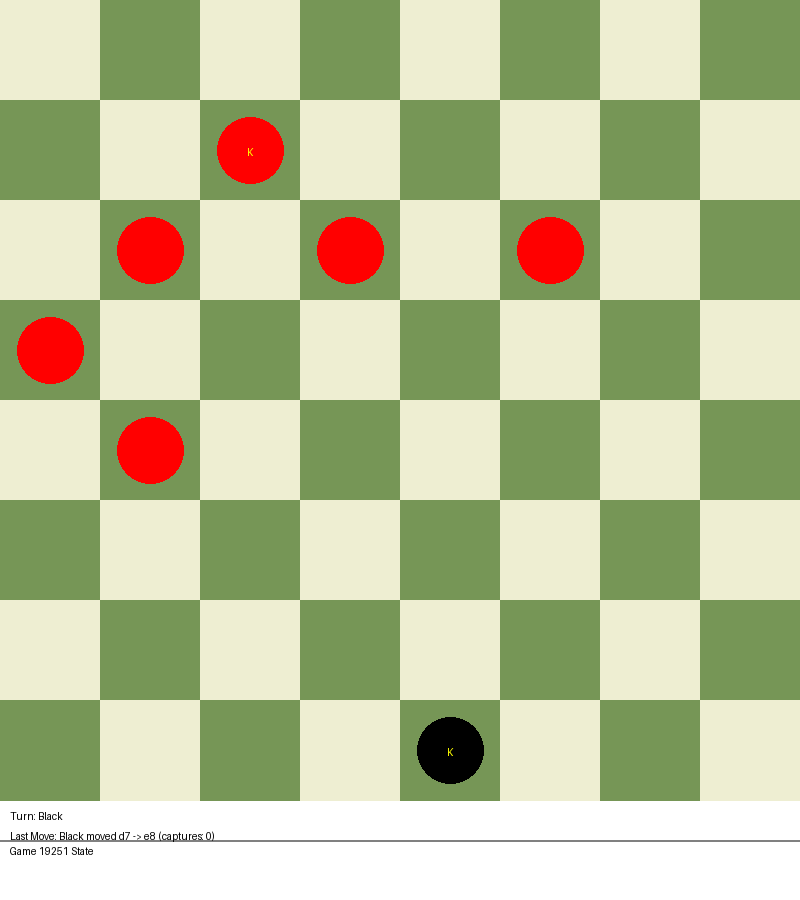 K
K
Turn: Black
Last Move: Black moved d7 -> e8 (captures: 0)
Game 19251 State